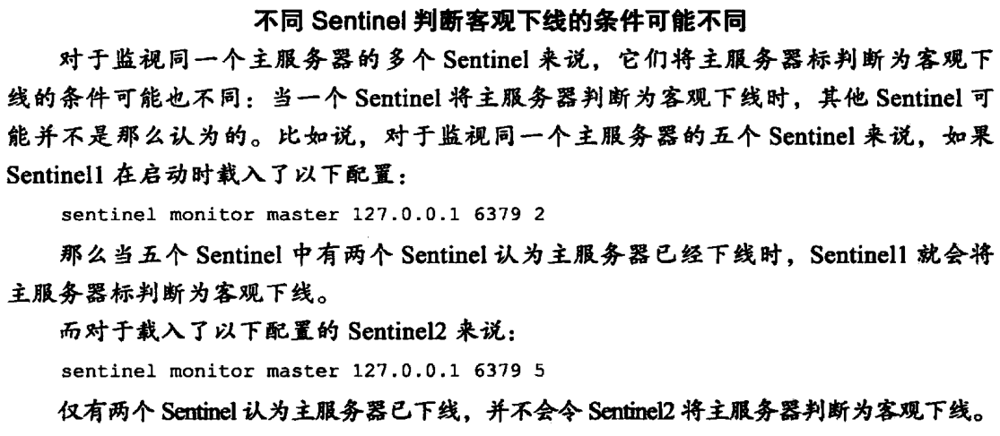 不同 Sentinel 判断客观下线的条件可能不同
对于监视同一个主服务器的多个 Sentinel 来说，它们将主服务器标判断为客观下
线的条件可能也不同：当一个 Sentinel 将主服务器判断为客观下线时，其他 Sentinel 可
能并不是那么认为的。比如说，对于监视同一个主服务器的五个 Sentinel 来说，如果
Sentinel1 在启动时载入了以下配置：
sentinel monitor master 127.0.0.1 6379 2
那么当五个 Sentinel 中有两个 Sentinel 认为主服务器已经下线时，Sentinel1 就会将
主服务器标判断为客观下线。
而对于载入了以下配置的 Sentinel2 来说：
sentinel monitor master 127.0.0.1 6379 5
仅有两个 Sentinel 认为主服务器已下线，并不会令 Sentinel2 将主服务器判断为客观下线。